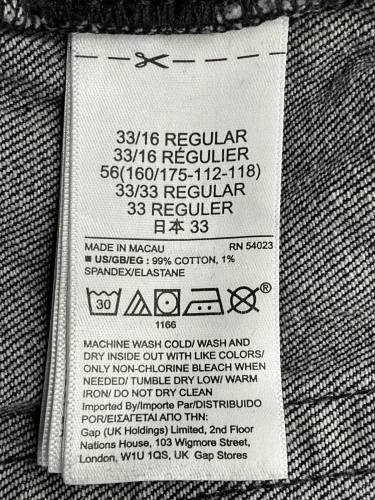 33/16 REGULAR
33/16 RÉGULIER
56(160/175-112-118)
33/33 REGULAR
33 REGULER
日本 33
MADE IN MACAU RN 54023
■ US/GB/EG : 99% COTTON, 1%
SPANDEX/ELASTANE
30
®
1166
MACHINE WASH COLD/ WASH AND
DRY INSIDE OUT WITH LIKE COLORS/
ONLY NON-CHLORINE BLEACH WHEN
NEEDED/ TUMBLE DRY LOW/ WARM
IRON/ DO NOT DRY CLEAN
Imported By/Importe Par/DISTRIBUIDO
POR/ΕΙΣΑΓΕΤΑΙ ΑΠΟ ΤΗΝ:
Gap (UK Holdings) Limited, 2nd Floor
Nations House, 103 Wigmore Street,
London, W1U 1QS, UK Gap Stores